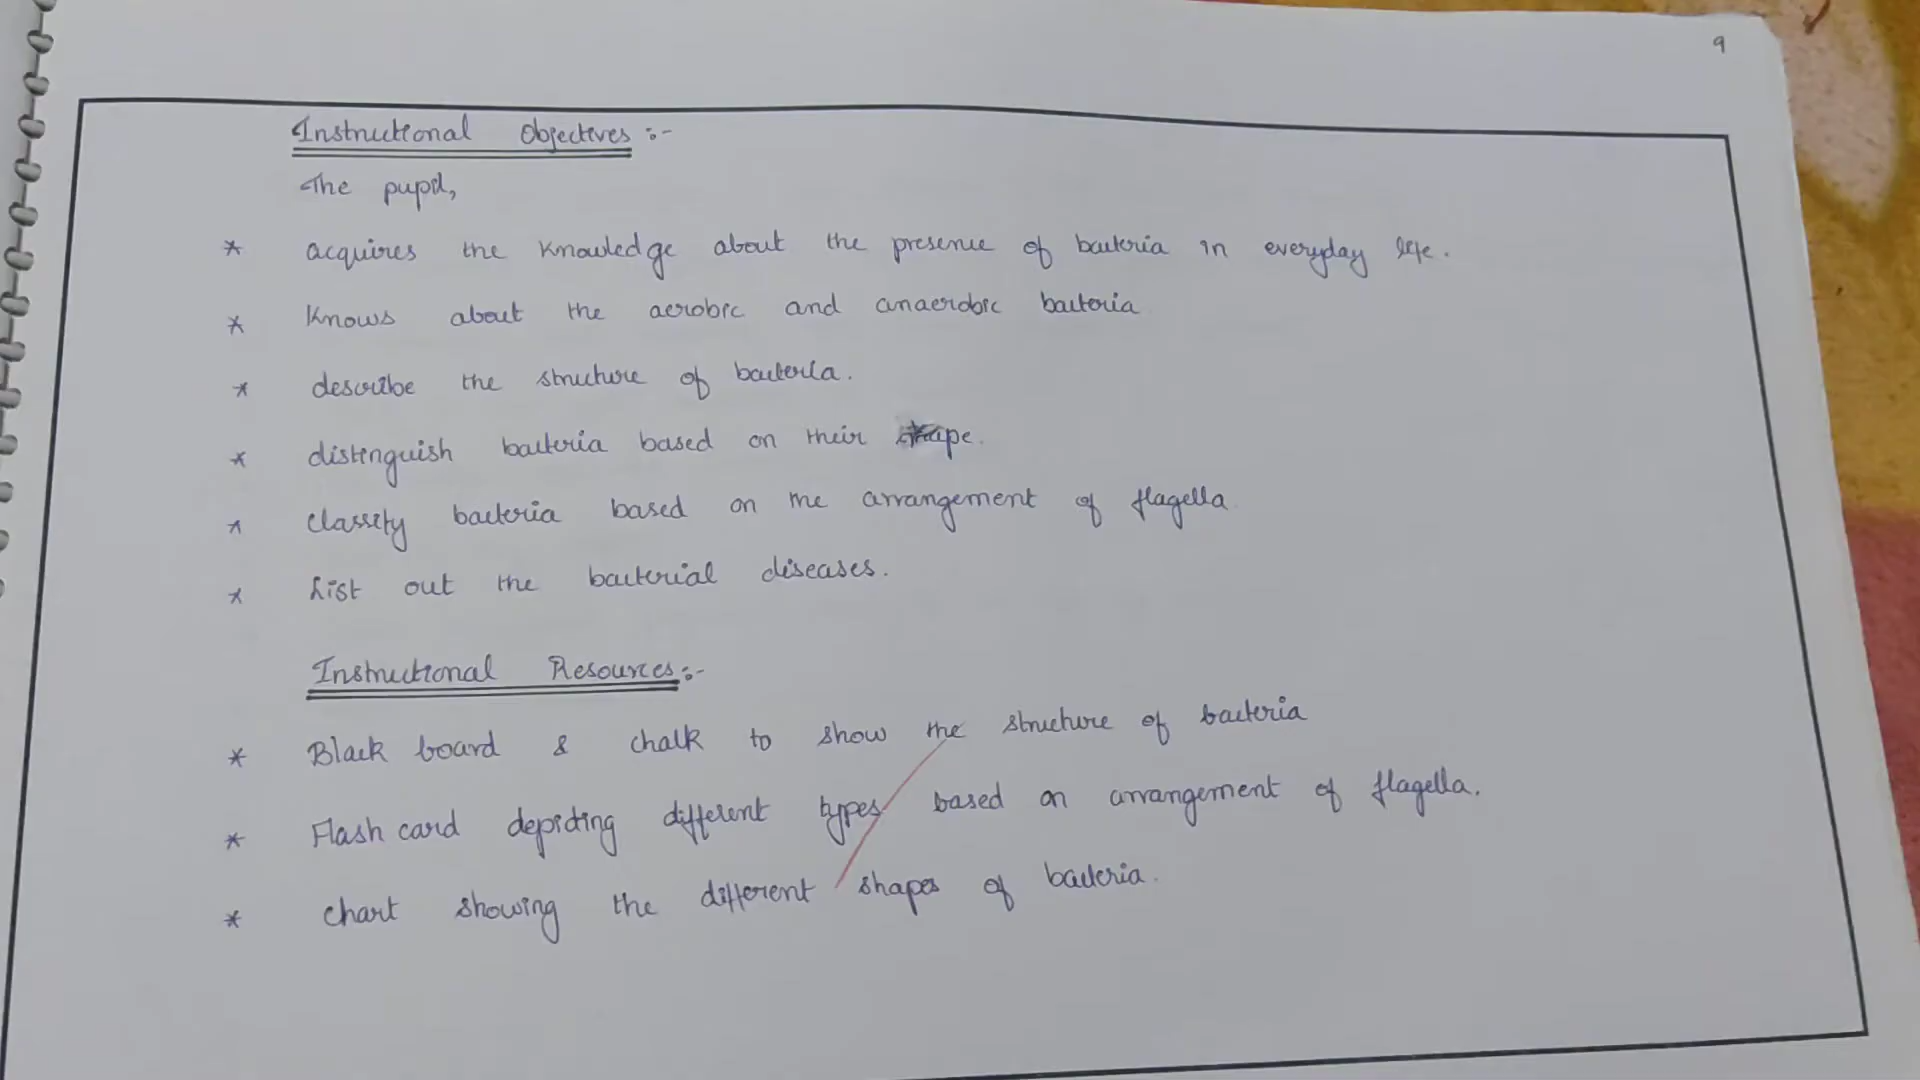 9
Instructional Objectives :-
The pupil,
* acquires the knowledge about the presence of bacteria in everyday life.
* Knows about the aerobic and anaerobic bacteria
* describe the structure of bacteria.
* distinguish bacteria based on their shape.
* classify bacteria based on the arrangement of flagella.
* List out the bacterial diseases.
Instructional Resources :-
* Black board & chalk to show the structure of bacteria
* Flash card depicting different types based on arrangement of flagella.
* chart showing the different shapes of bacteria.